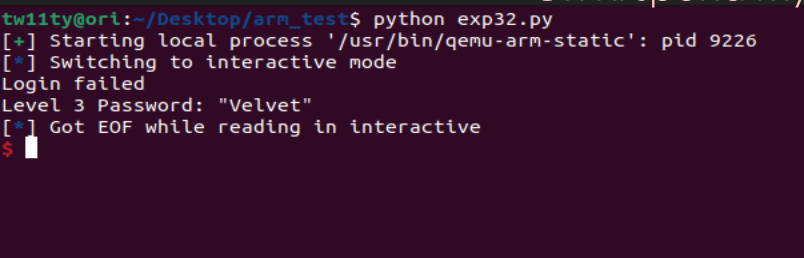 tw11ty@ori:~/Desktop/arm_test$ python exp32.py
[+] Starting local process '/usr/bin/qemu-arm-static': pid 9226
[*] Switching to interactive mode
Login failed
Level 3 Password: "Velvet"
[*] Got EOF while reading in interactive
$